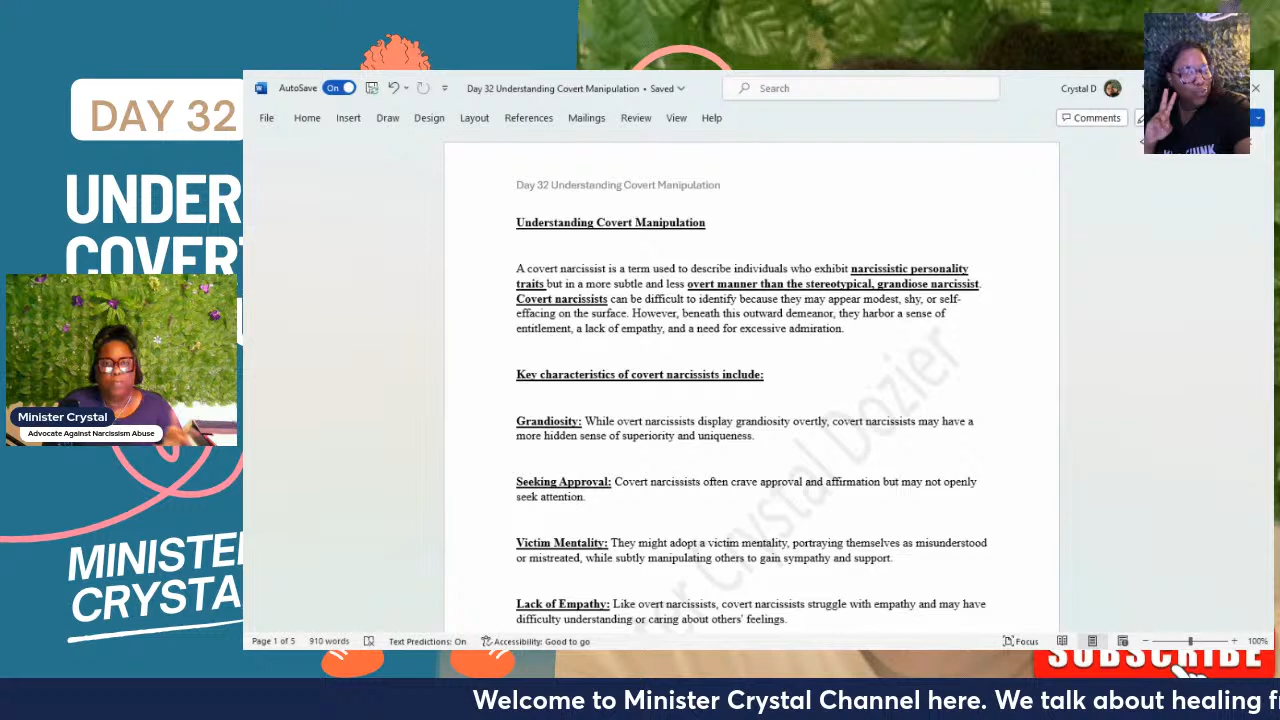 DAY 32
UNDER
COVERT
MINISTE
CRYSTA
Minister Crystal
Advocate Against Narcissism Abuse
AutoSave On Day 32 Understanding Covert Manipulation • Saved Search Crystal D
File Home Insert Draw Design Layout References Mailings Review View Help Comments
Day 32 Understanding Covert Manipulation
Understanding Covert Manipulation
A covert narcissist is a term used to describe individuals who exhibit narcissistic personality
traits but in a more subtle and less overt manner than the stereotypical, grandiose narcissist.
Covert narcissists can be difficult to identify because they may appear modest, shy, or self-
effacing on the surface. However, beneath this outward demeanor, they harbor a sense of
entitlement, a lack of empathy, and a need for excessive admiration.
Key characteristics of covert narcissists include:
Grandiosity: While overt narcissists display grandiosity overtly, covert narcissists may have a
more hidden sense of superiority and uniqueness.
Seeking Approval: Covert narcissists often crave approval and affirmation but may not openly
seek attention.
Victim Mentality: They might adopt a victim mentality, portraying themselves as misunderstood
or mistreated, while subtly manipulating others to gain sympathy and support.
Lack of Empathy: Like overt narcissists, covert narcissists struggle with empathy and may have
difficulty understanding or caring about others' feelings.
er Crystal Dozier
Page 1 of 5 910 words Text Predictions: On Accessibility: Good to go Focus 100%
SUBSCRIBE
Welcome to Minister Crystal Channel here. We talk about healing f